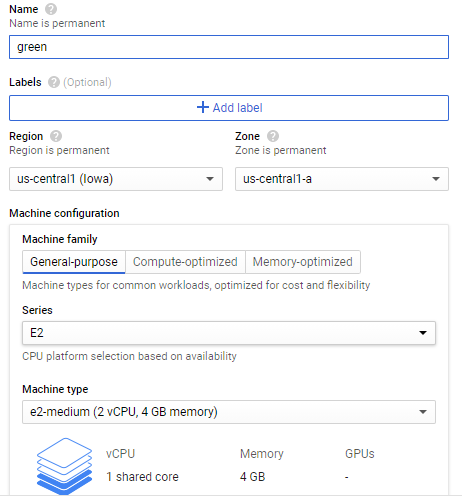 Name ?
Name is permanent
green
Labels ? (Optional)
+ Add label
Region ? Zone ?
Region is permanent Zone is permanent
us-central1 (Iowa) us-central1-a
Machine configuration
Machine family
General-purpose Compute-optimized Memory-optimized
Machine types for common workloads, optimized for cost and flexibility
Series
E2
CPU platform selection based on availability
Machine type
e2-medium (2 vCPU, 4 GB memory)
vCPU Memory GPUs
1 shared core 4 GB -